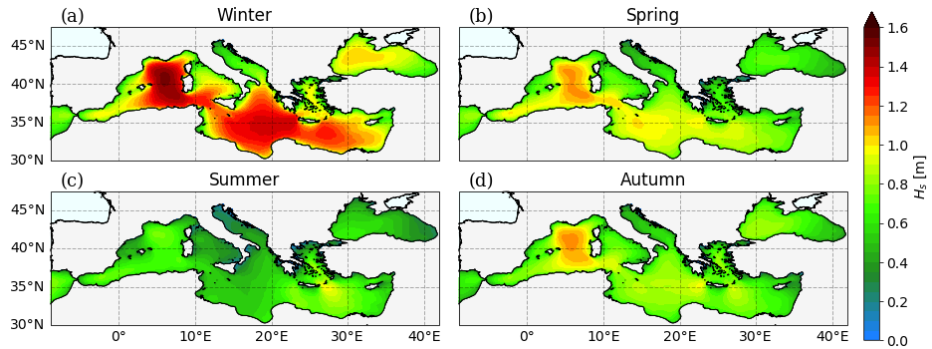 (a) Winter
(b) Spring
45°N
40°N
35°N
30°N
(c) Summer
(d) Autumn
45°N
40°N
35°N
30°N
0° 10°E 20°E 30°E 40°E
0° 10°E 20°E 30°E 40°E
1.6
1.4
1.2
1.0
0.8
0.6
0.4
0.2
0.0
Hs [m]